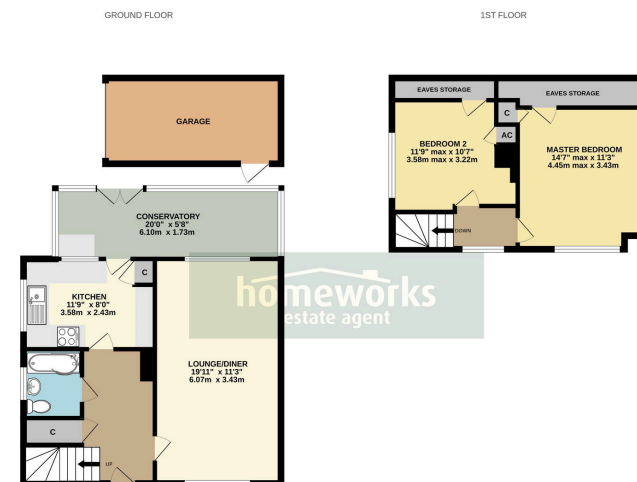 GROUND FLOOR
1ST FLOOR
GARAGE
CONSERVATORY
20'0" x 5'8"
6.10m x 1.73m
C
KITCHEN
11'9" x 8'0"
3.58m x 2.43m
LOUNGE/DINER
19'11" x 11'3"
6.07m x 3.43m
C
UP
EAVES STORAGE
EAVES STORAGE
C
AC
BEDROOM 2
11'9" max x 10'7"
3.58m max x 3.22m
MASTER BEDROOM
14'7" max x 11'3"
4.45m max x 3.43m
DOWN
homeworks
estate agent